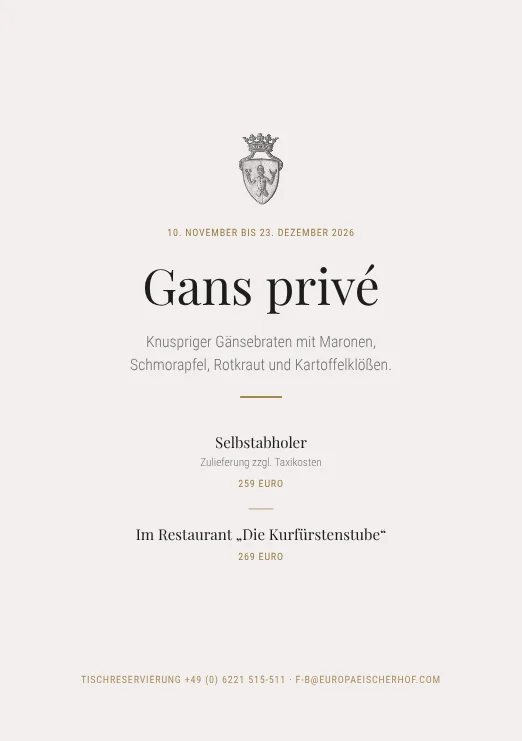 10. NOVEMBER BIS 23. DEZEMBER 2026
Gans privé
Knuspriger Gänsebraten mit Maronen,
Schmorapfel, Rotkraut und Kartoffelklößen.
Selbstabholer
Zulieferung zzgl. Taxikosten
259 EURO
Im Restaurant „Die Kurfürstenstube“
269 EURO
TISCHRESERVIERUNG +49 (0) 6221 515-511 · F-B@EUROPAEISCHERHOF.COM